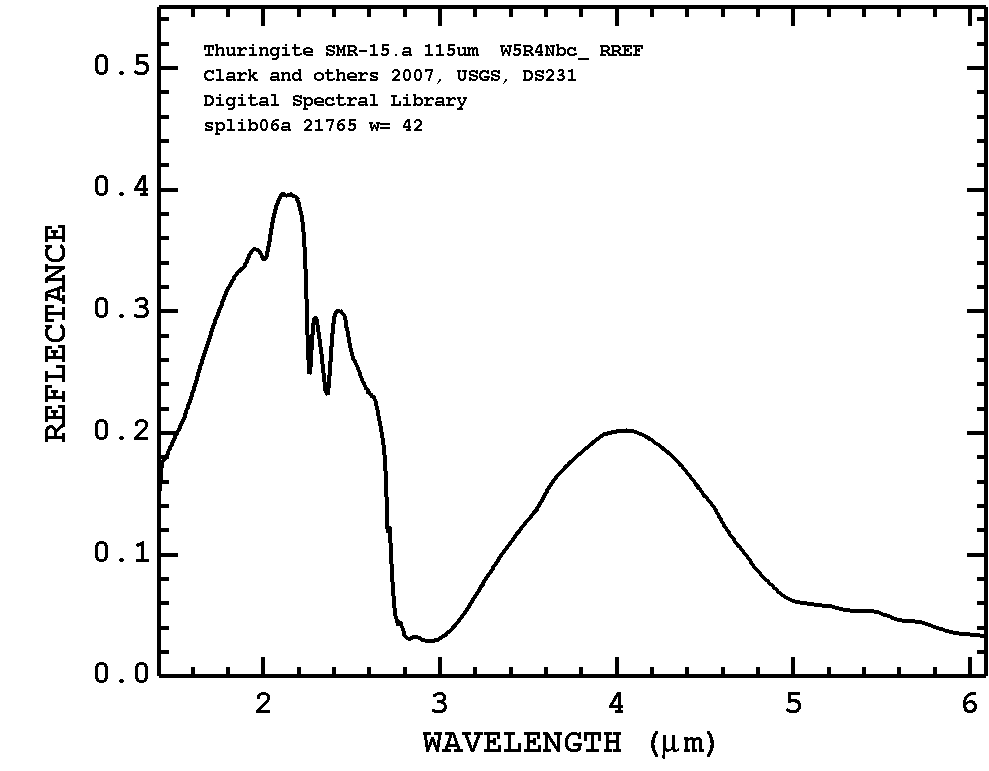 Thuringite SMR-15.a 115um W5R4Nbc_ RREF
Clark and others 2007, USGS, DS231
Digital Spectral Library
splib06a 21765 w= 42
0.5
0.4
0.3
0.2
0.1
0.0
REFLECTANCE
2 3 4 5 6
WAVELENGTH (μm)